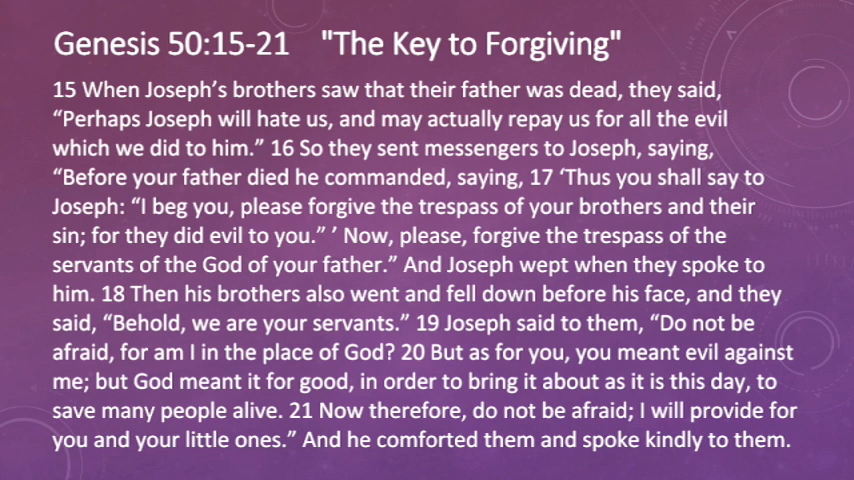 Genesis 50:15-21 "The Key to Forgiving"
15 When Joseph’s brothers saw that their father was dead, they said,
“Perhaps Joseph will hate us, and may actually repay us for all the evil
which we did to him.” 16 So they sent messengers to Joseph, saying,
“Before your father died he commanded, saying, 17 ‘Thus you shall say to
Joseph: “I beg you, please forgive the trespass of your brothers and their
sin; for they did evil to you.” ’ Now, please, forgive the trespass of the
servants of the God of your father.” And Joseph wept when they spoke to
him. 18 Then his brothers also went and fell down before his face, and they
said, “Behold, we are your servants.” 19 Joseph said to them, “Do not be
afraid, for am I in the place of God? 20 But as for you, you meant evil against
me; but God meant it for good, in order to bring it about as it is this day, to
save many people alive. 21 Now therefore, do not be afraid; I will provide for
you and your little ones.” And he comforted them and spoke kindly to them.